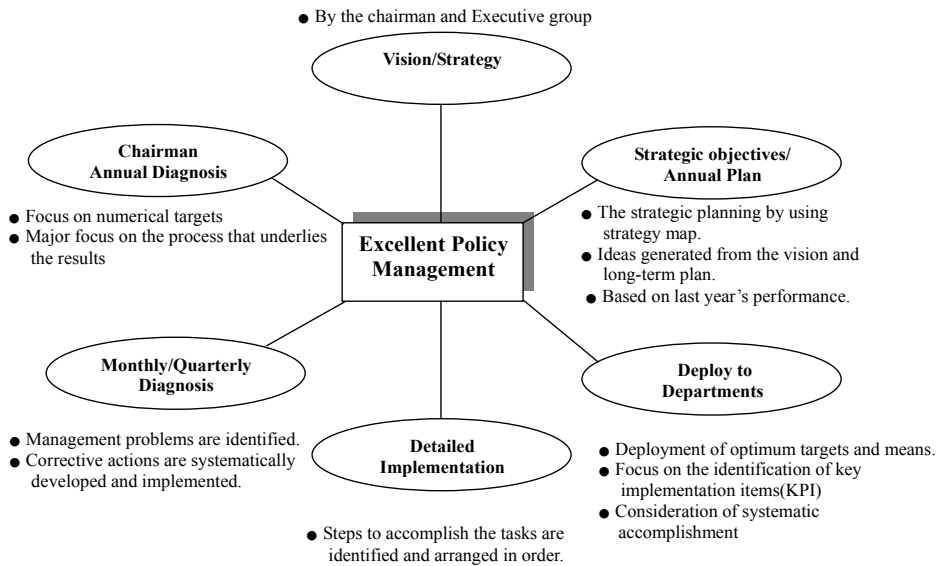 ● By the chairman and Executive group
Vision/Strategy
Chairman
Annual Diagnosis
● Focus on numerical targets
● Major focus on the process that underlies
the results
Strategic objectives/
Annual Plan
● The strategic planning by using
strategy map.
● Ideas generated from the vision and
long-term plan.
● Based on last year’s performance.
Excellent Policy
Management
Monthly/Quarterly
Diagnosis
● Management problems are identified.
● Corrective actions are systematically
developed and implemented.
Detailed
Implementation
● Steps to accomplish the tasks are
identified and arranged in order.
Deploy to
Departments
● Deployment of optimum targets and means.
● Focus on the identification of key
implementation items(KPI)
● Consideration of systematic
accomplishment